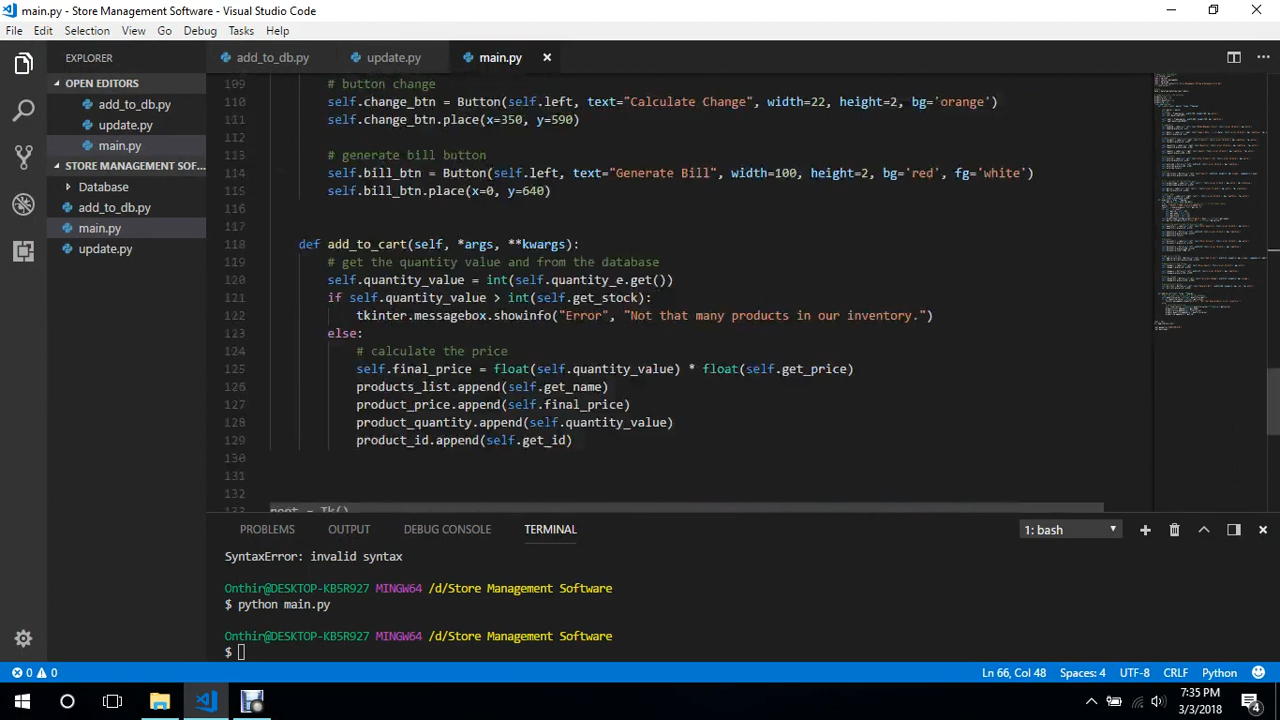 main.py - Store Management Software - Visual Studio Code
File Edit Selection View Go Debug Tasks Help
EXPLORER
OPEN EDITORS
add_to_db.py
update.py
main.py
STORE MANAGEMENT SOF...
Database
add_to_db.py
main.py
update.py
add_to_db.py update.py main.py
109 # button change
110 self.change_btn = Button(self.left, text="Calculate Change", width=22, height=2, bg='orange')
111 self.change_btn.place(x=350, y=590)
112
113 # generate bill button
114 self.bill_btn = Button(self.left, text="Generate Bill", width=100, height=2, bg='red', fg='white')
115 self.bill_btn.place(x=0, y=640)
116
117
118 def add_to_cart(self, *args, **kwargs):
119 # get the quantity value and from the database
120 self.quantity_value = int(self.quantity_e.get())
121 if self.quantity_value > int(self.get_stock):
122 tkinter.messagebox.showinfo("Error", "Not that many products in our inventory.")
123 else:
124 # calculate the price
125 self.final_price = float(self.quantity_value) * float(self.get_price)
126 products_list.append(self.get_name)
127 product_price.append(self.final_price)
128 product_quantity.append(self.quantity_value)
129 product_id.append(self.get_id)
130
131
132
133 root = Tk()
PROBLEMS OUTPUT DEBUG CONSOLE TERMINAL 1: bash
SyntaxError: invalid syntax
Onthir@DESKTOP-KB5R927 MINGW64 /d/Store Management Software
$ python main.py
Onthir@DESKTOP-KB5R927 MINGW64 /d/Store Management Software
$
0 0 Ln 66, Col 48 Spaces: 4 UTF-8 CRLF Python
7:35 PM
3/3/2018
4